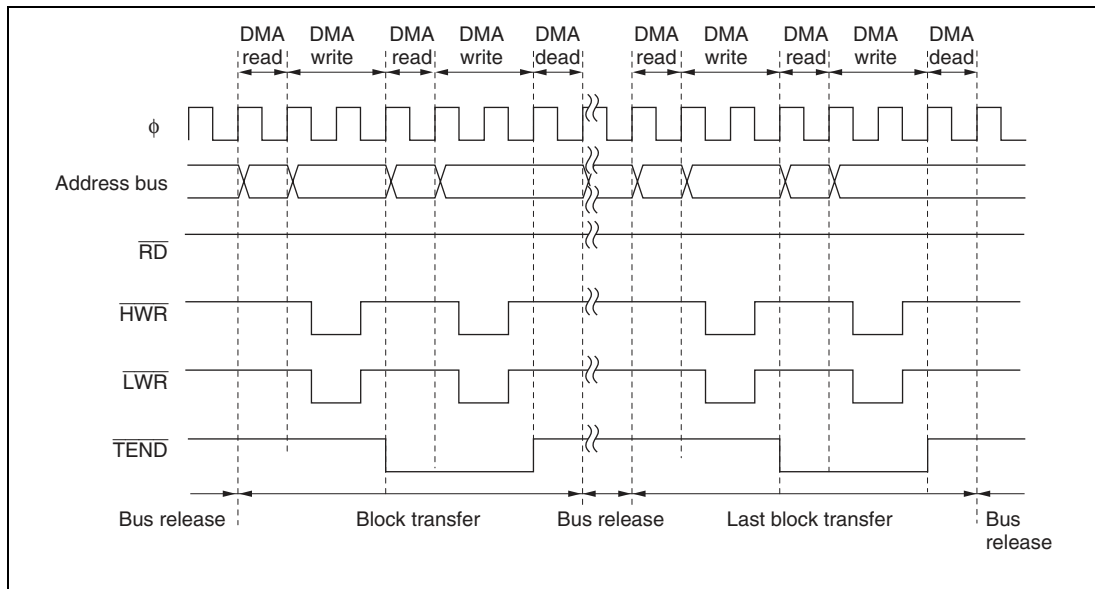 DMA DMA DMA DMA DMA DMA DMA DMA DMA DMA
read write read write dead read write read write dead
ϕ
Address bus
RD
HWR
LWR
TEND
Bus release Block transfer Bus release Last block transfer Bus
release